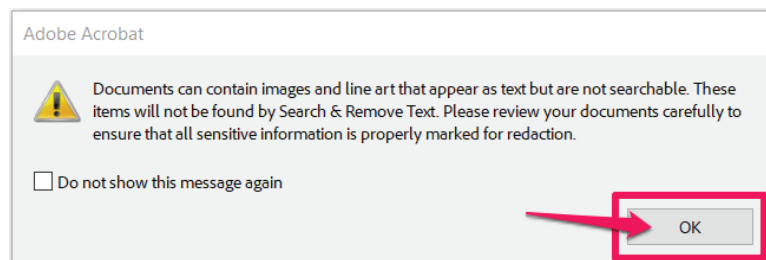 Adobe Acrobat
Documents can contain images and line art that appear as text but are not searchable. These
items will not be found by Search & Remove Text. Please review your documents carefully to
ensure that all sensitive information is properly marked for redaction.
Do not show this message again
OK